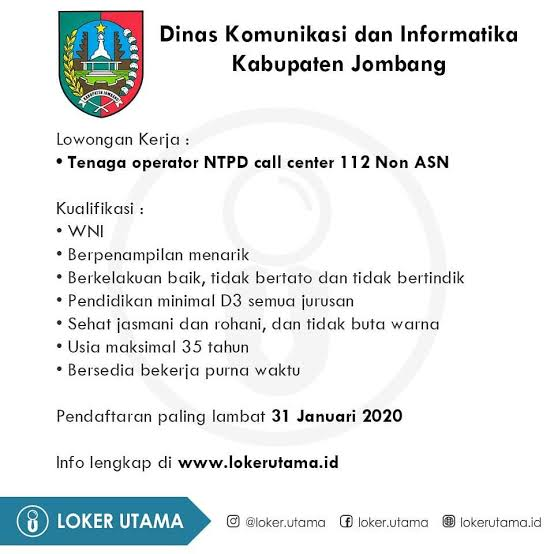 Dinas Komunikasi dan Informatika
Kabupaten Jombang
Lowongan Kerja :
• Tenaga operator NTPD call center 112 Non ASN
Kualifikasi :
• WNI
• Berpenampilan menarik
• Berkelakuan baik, tidak bertato dan tidak bertindik
• Pendidikan minimal D3 semua jurusan
• Sehat jasmani dan rohani, dan tidak buta warna
• Usia maksimal 35 tahun
• Bersedia bekerja purna waktu
Pendaftaran paling lambat 31 Januari 2020
Info lengkap di www.lokerutama.id
LOKER UTAMA @loker.utama loker.utama lokerutama.id